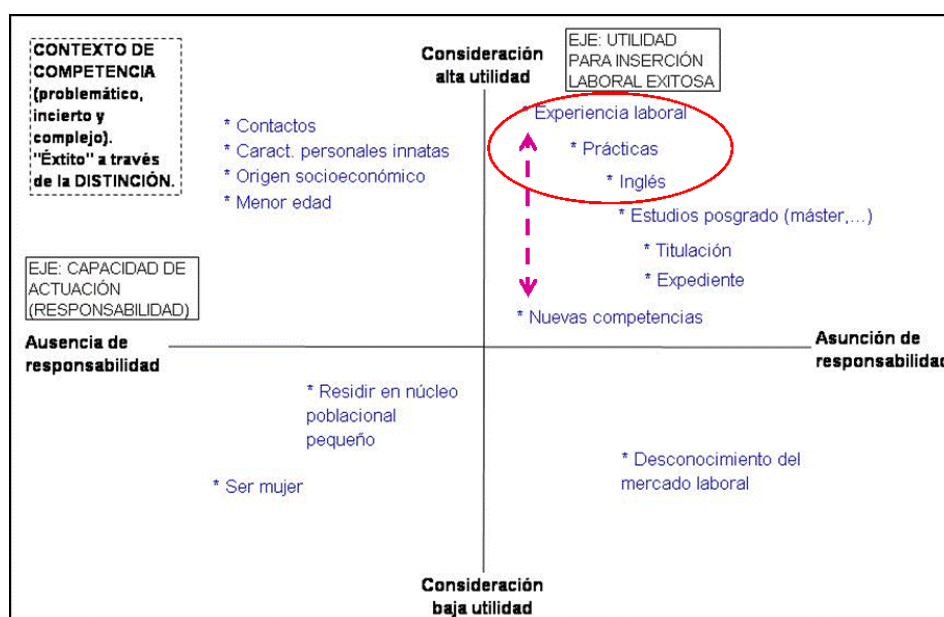 CONTEXTO DE
COMPETENCIA
(problemático,
incierto y
complejo).
"Éxtito" a través
de la DISTINCIÓN.
Consideración
alta utilidad
EJE: UTILIDAD
PARA INSERCIÓN
LABORAL EXITOSA
* Contactos
* Caract. personales innatas
* Origen socioeconómico
* Menor edad
* Experiencia laboral
* Prácticas
* Inglés
* Estudios posgrado (máster,...)
* Titulación
* Expediente
* Nuevas competencias
EJE: CAPACIDAD DE
ACTUACIÓN
(RESPONSABILIDAD)
Ausencia de
responsabilidad
Asunción de
responsabilidad
* Residir en núcleo
poblacional
pequeño
* Ser mujer
* Desconocimiento del
mercado laboral
Consideración
baja utilidad